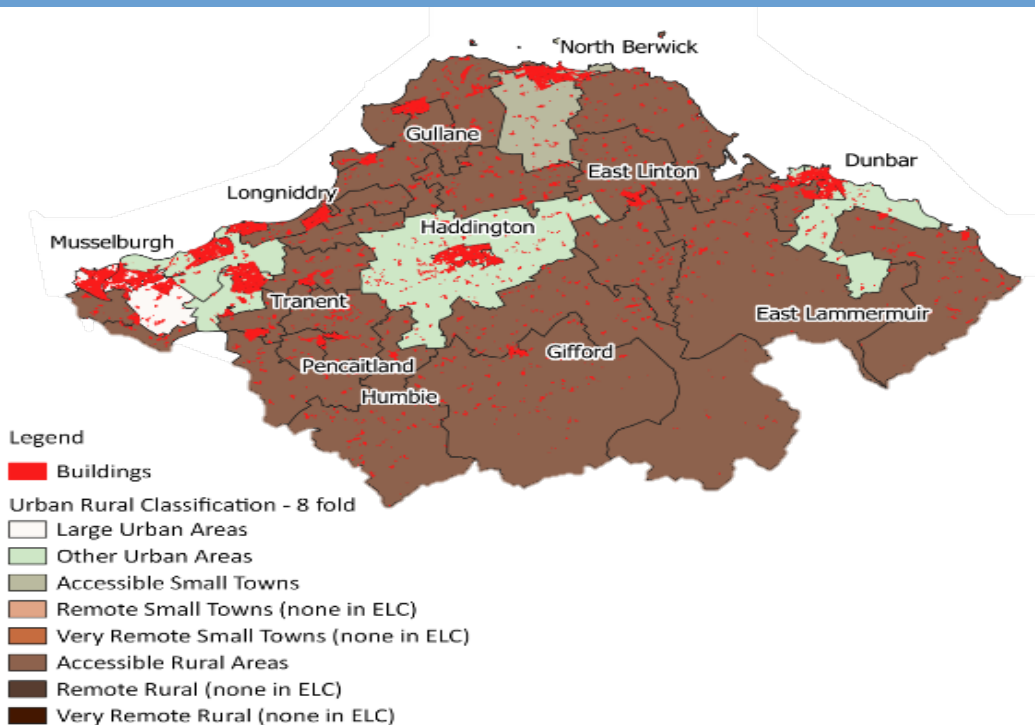 North Berwick
Gullane
Dunbar
East Linton
Longniddry
Haddington
Musselburgh
Tranent
East Lammermuir
Gifford
Pencaitland
Humbie
Legend
Buildings
Urban Rural Classification - 8 fold
Large Urban Areas
Other Urban Areas
Accessible Small Towns
Remote Small Towns (none in ELC)
Very Remote Small Towns (none in ELC)
Accessible Rural Areas
Remote Rural (none in ELC)
Very Remote Rural (none in ELC)